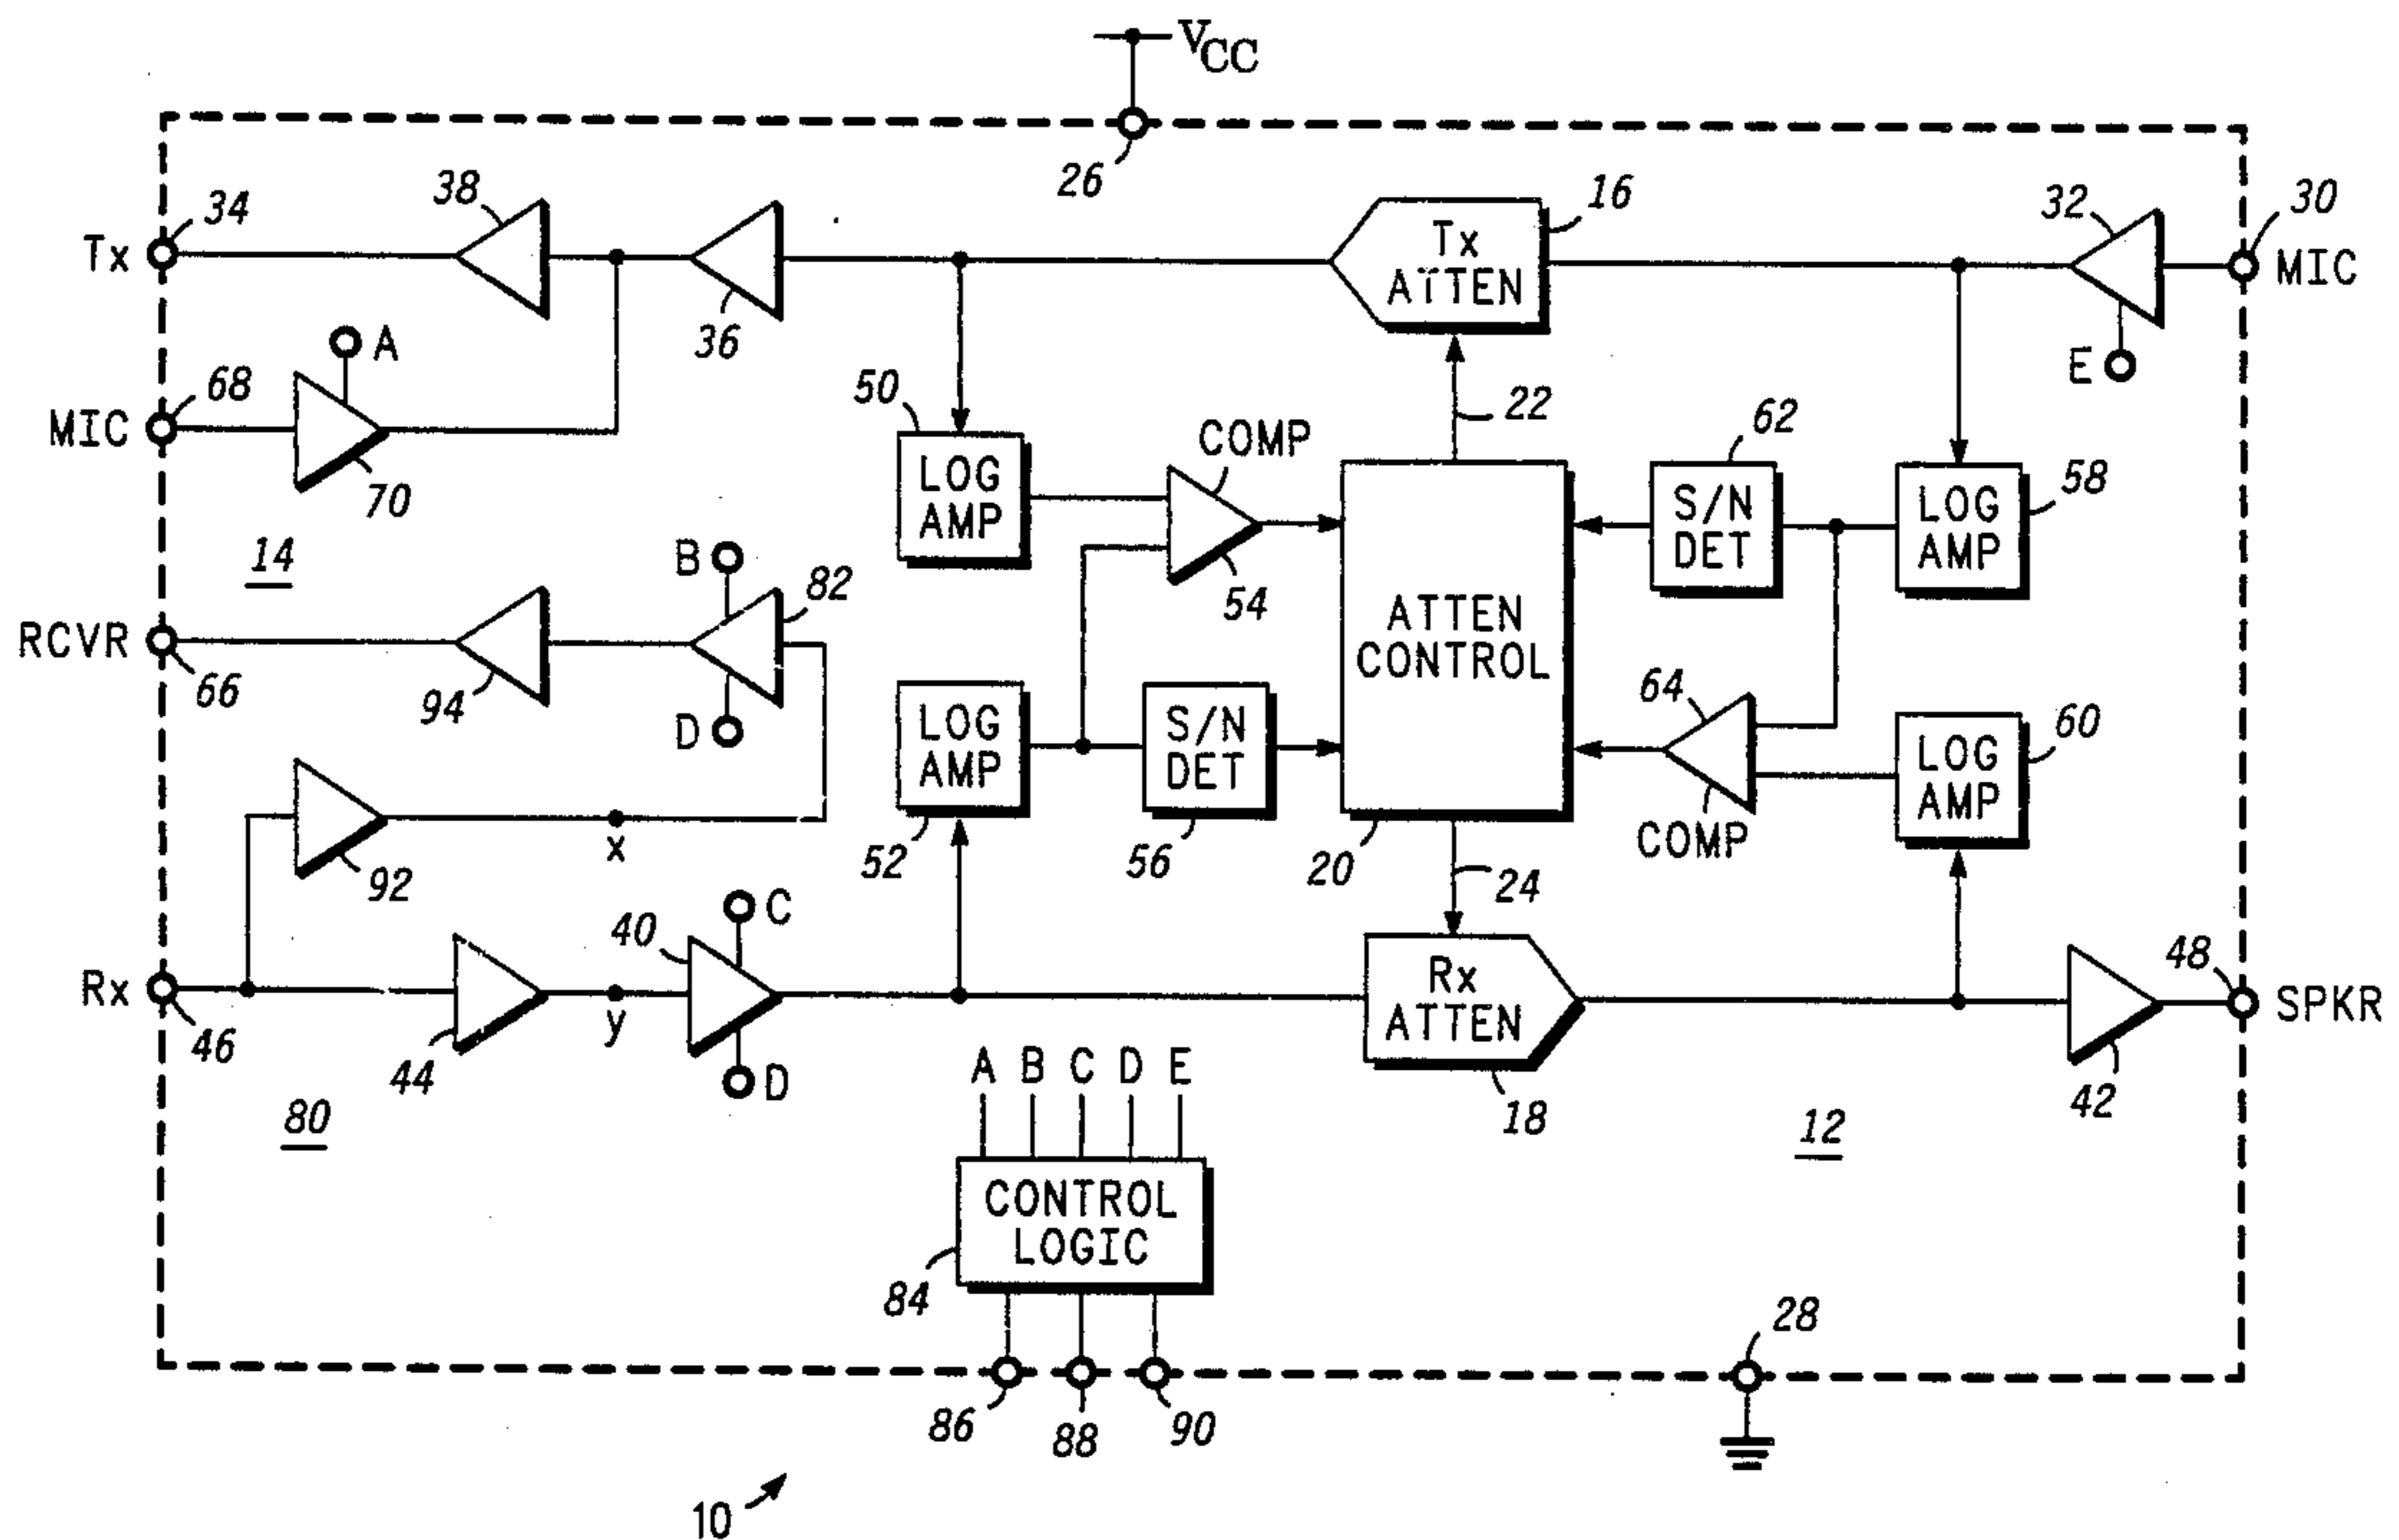 VCC
26
38
34
Tx
36
Tx
ATTEN
16
32
30
MIC
E
A
68
MIC
70
14
50
LOG
AMP
COMP
54
22
62
S/N
DET
58
LOG
AMP
B
82
RCVR
66
94
D
ATTEN
CONTROL
64
COMP
60
LOG
AMP
LOG
AMP
52
S/N
DET
56
20
24
92
x
C
40
Rx
46
44
y
D
Rx
ATTEN
18
48
SPKR
42
80
12
A B C D E
CONTROL
LOGIC
84
86
88
90
28
10